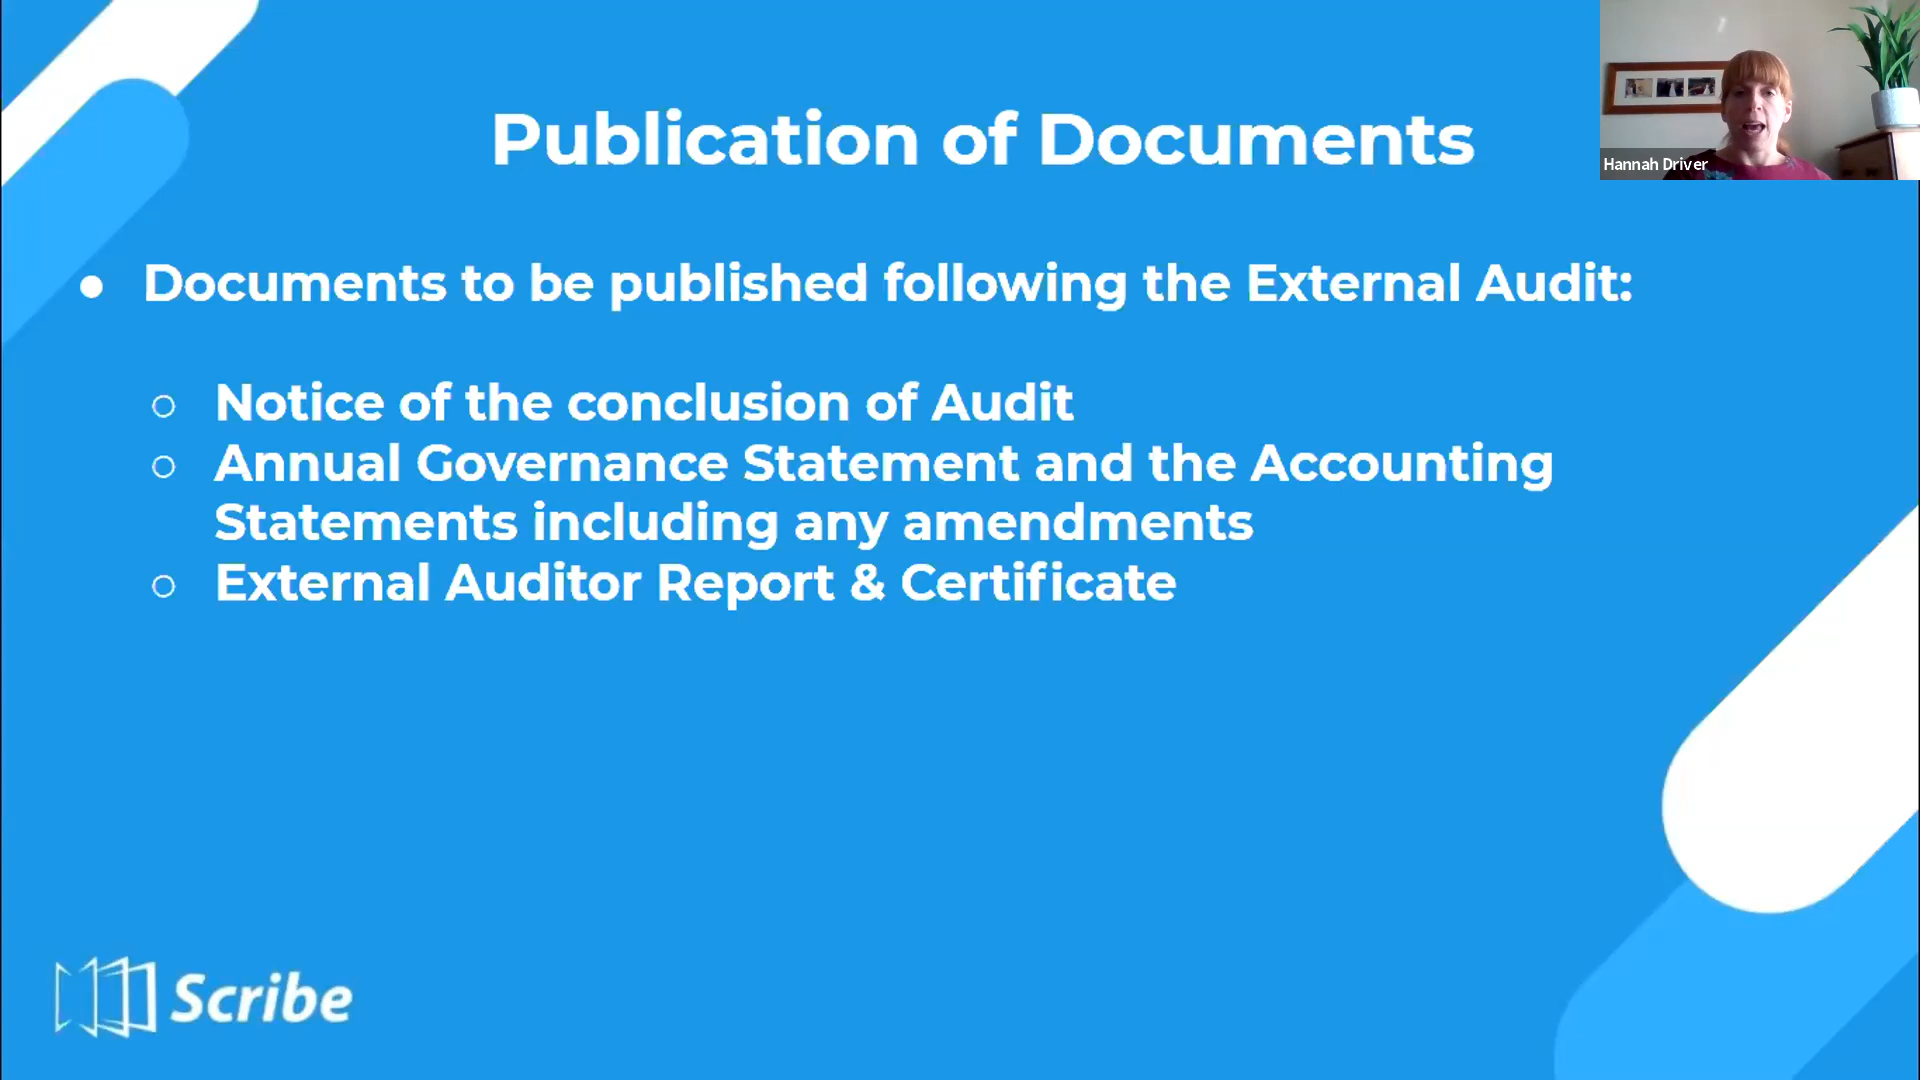 Publication of Documents
Hannah Driver
● Documents to be published following the External Audit:
○ Notice of the conclusion of Audit
○ Annual Governance Statement and the Accounting
Statements including any amendments
○ External Auditor Report & Certificate
Scribe